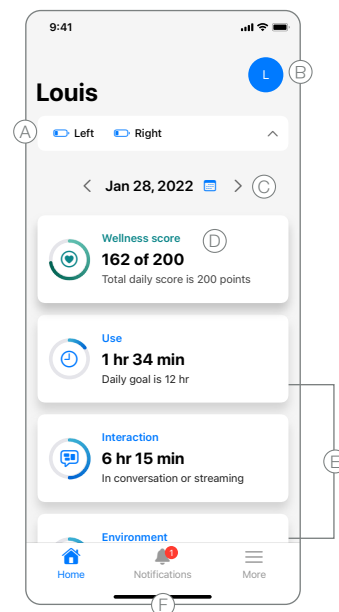 9:41
L
B
Louis
A
Left Right
Jan 28, 2022
C
Wellness score
D
162 of 200
Total daily score is 200 points
Use
1 hr 34 min
Daily goal is 12 hr
Interaction
6 hr 15 min
E
In conversation or streaming
Environment
1
Home Notifications More
F